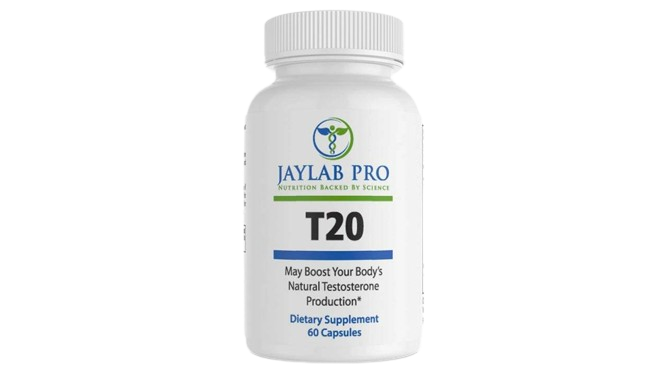 JAYLAB PRO
NUTRITION BACKED BY SCIENCE
T20
May Boost Your Body's
Natural Testosterone
Production*
Dietary Supplement
60 Capsules